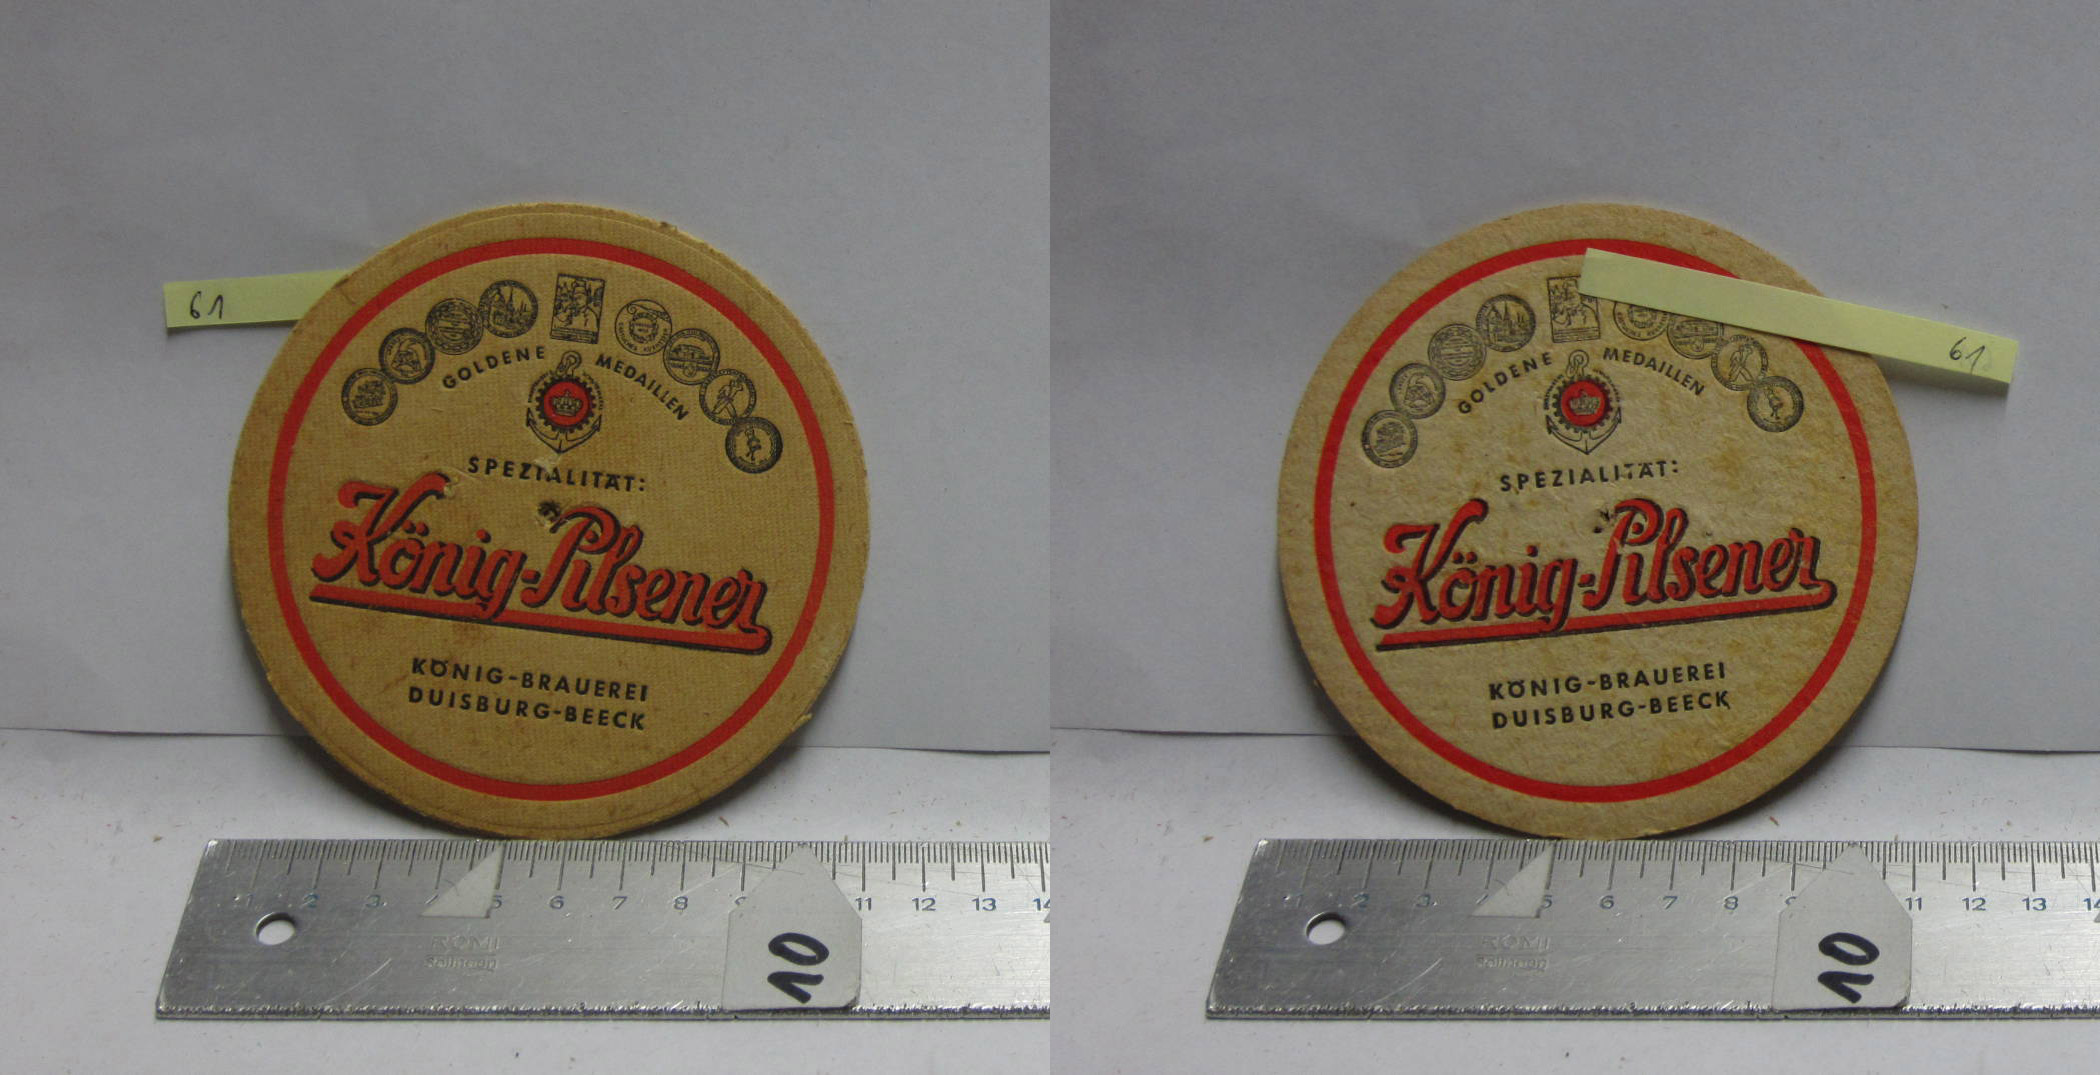 61
GOLDENE MEDAILLEN
SPEZIALITÄT:
König-Pilsener
KÖNIG-BRAUEREI
DUISBURG-BEECK
1 2 3 4 5 6 7 8 9 11 12 13 14
ROMI
10
61
GOLDENE MEDAILLEN
SPEZIALITÄT:
König-Pilsener
KÖNIG-BRAUEREI
DUISBURG-BEECK
1 2 3 4 5 6 7 8 9 11 12 13 14
ROMI
10